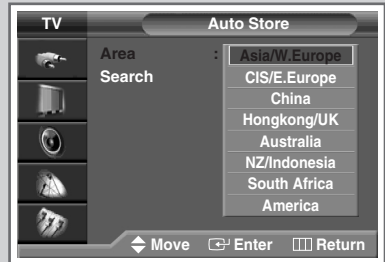 TV
Auto Store
Area :
Asia/W.Europe
Search
CIS/E.Europe
China
Hongkong/UK
Australia
NZ/Indonesia
South Africa
America
Move Enter Return